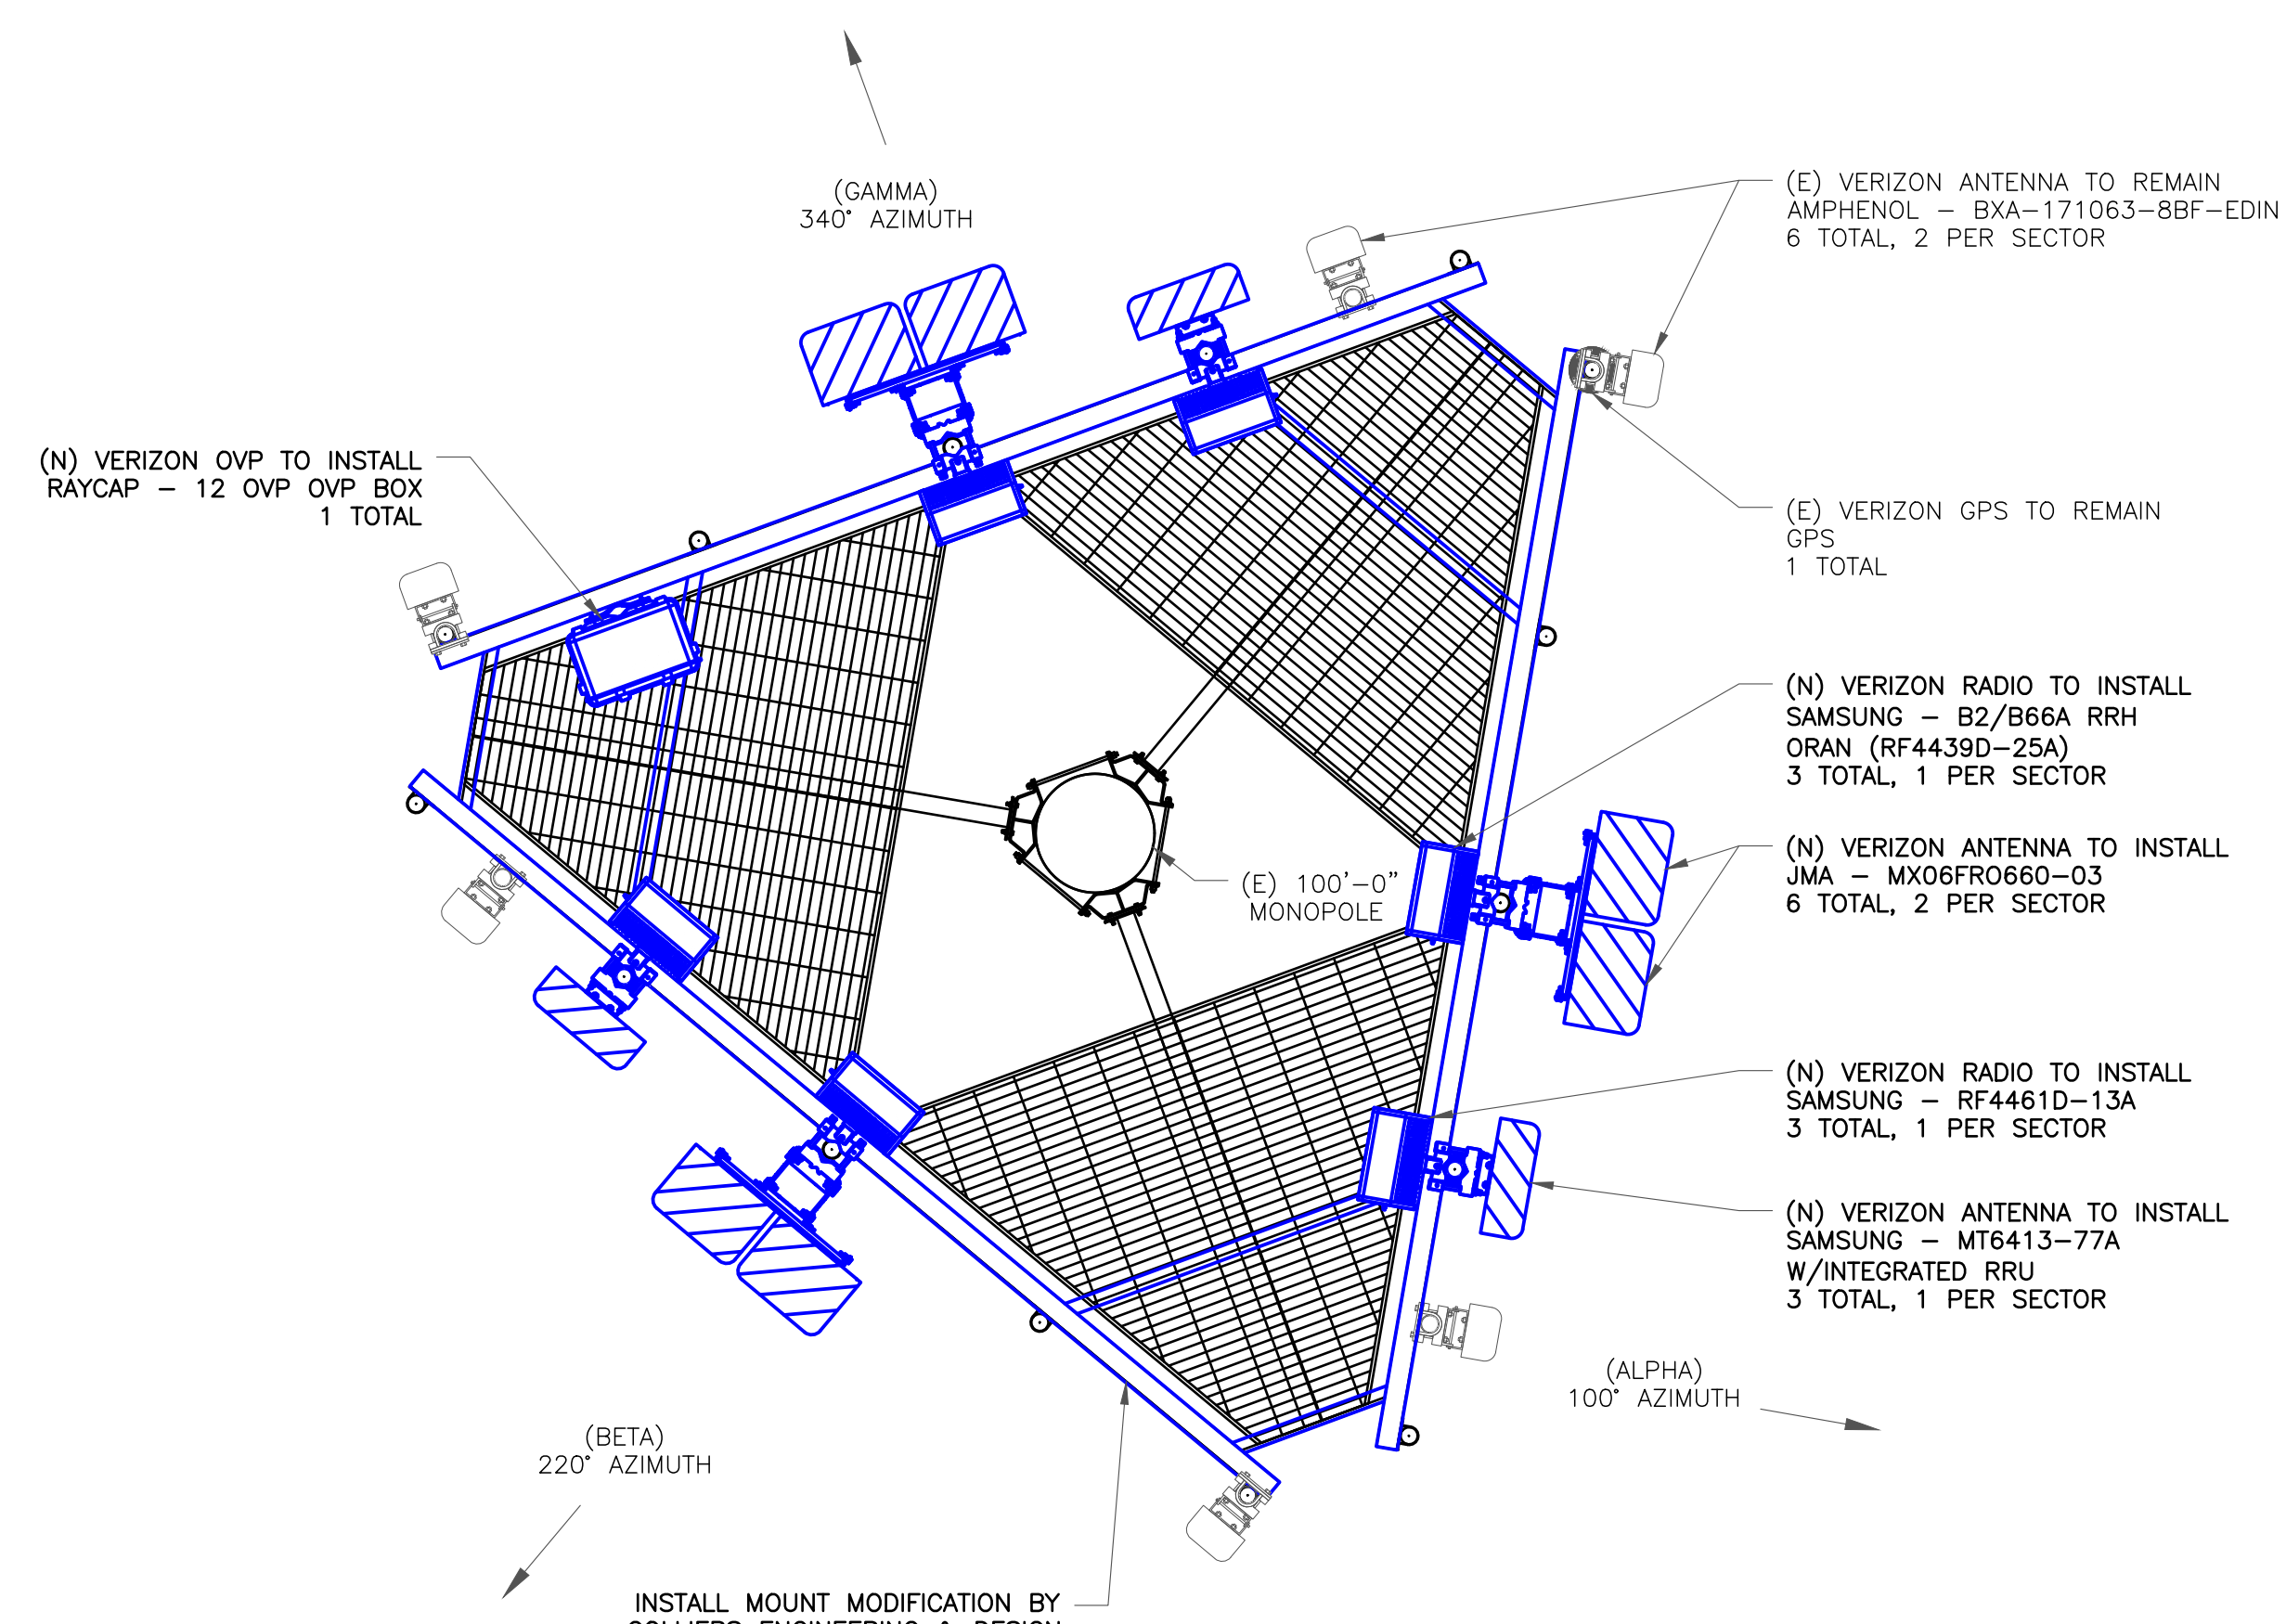 (GAMMA)
340° AZIMUTH
(E) VERIZON ANTENNA TO REMAIN
AMPHENOL – BXA–171063–8BF–EDIN
6 TOTAL, 2 PER SECTOR
(N) VERIZON OVP TO INSTALL
RAYCAP – 12 OVP OVP BOX
1 TOTAL
(E) VERIZON GPS TO REMAIN
GPS
1 TOTAL
(N) VERIZON RADIO TO INSTALL
SAMSUNG – B2/B66A RRH
ORAN (RF4439D–25A)
3 TOTAL, 1 PER SECTOR
(N) VERIZON ANTENNA TO INSTALL
JMA – MX06FRO660–03
6 TOTAL, 2 PER SECTOR
(E) 100'–0"
MONOPOLE
(N) VERIZON RADIO TO INSTALL
SAMSUNG – RF4461D–13A
3 TOTAL, 1 PER SECTOR
(N) VERIZON ANTENNA TO INSTALL
SAMSUNG – MT6413–77A
W/INTEGRATED RRU
3 TOTAL, 1 PER SECTOR
(ALPHA)
100° AZIMUTH
(BETA)
220° AZIMUTH
INSTALL MOUNT MODIFICATION BY
COLLIERS ENGINEERING & DESIGN